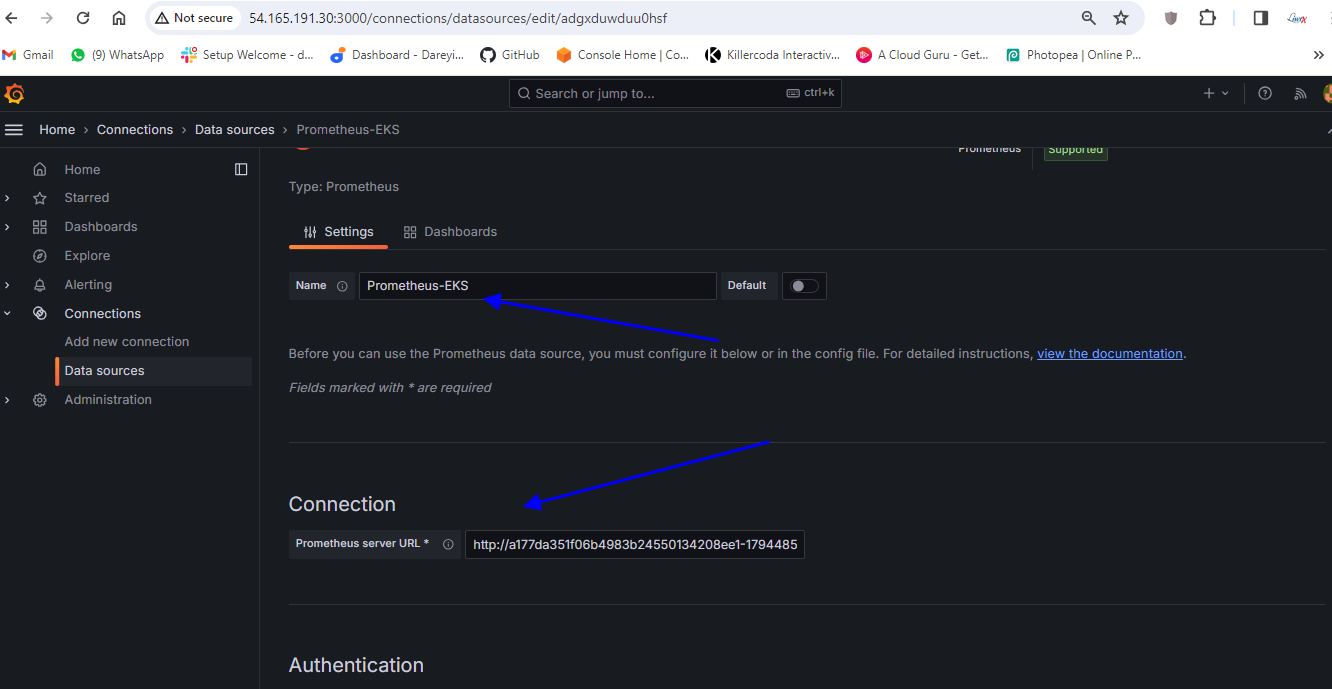 Not secure 54.165.191.30:3000/connections/datasources/edit/adgxduwduu0hsf
Gmail (9) WhatsApp Setup Welcome - d... Dashboard - Dareyi... GitHub Console Home | Co... Killercoda Interactiv... A Cloud Guru - Get... Photopea | Online P... »
Search or jump to... ctrl+k
Home › Connections › Data sources › Prometheus-EKS
Home
Starred
Dashboards
Explore
Alerting
Connections
Add new connection
Data sources
Administration
Prometheus Supported
Type: Prometheus
Settings Dashboards
Name Prometheus-EKS Default
Before you can use the Prometheus data source, you must configure it below or in the config file. For detailed instructions, view the documentation.
Fields marked with * are required
Connection
Prometheus server URL * http://a177da351f06b4983b24550134208ee1-1794485
Authentication